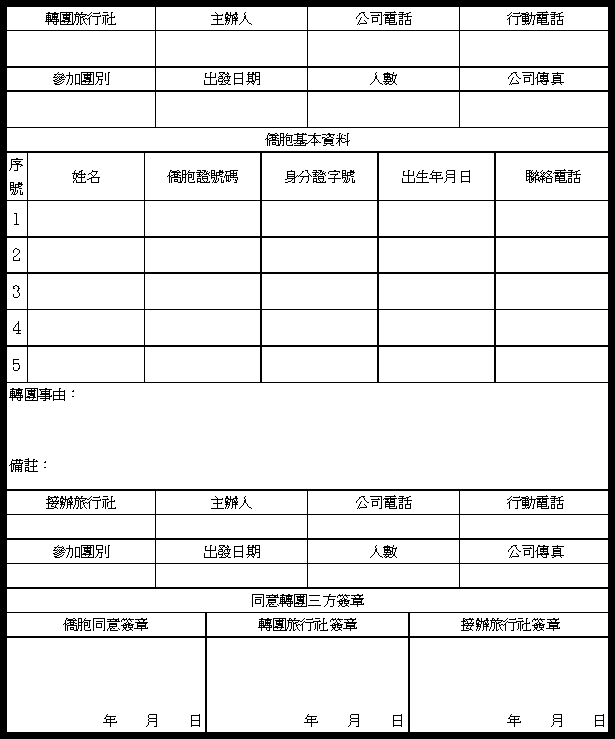 轉團旅行社 主辦人 公司電話 行動電話
參加團別 出發日期 人數 公司傳真
僑胞基本資料
序號 姓名 僑胞證號碼 身分證字號 出生年月日 聯絡電話
1
2
3
4
5
轉團事由：
備註：
接辦旅行社 主辦人 公司電話 行動電話
參加團別 出發日期 人數 公司傳真
同意轉團三方簽章
僑胞同意簽章 轉團旅行社簽章 接辦旅行社簽章
年 月 日 年 月 日 年 月 日